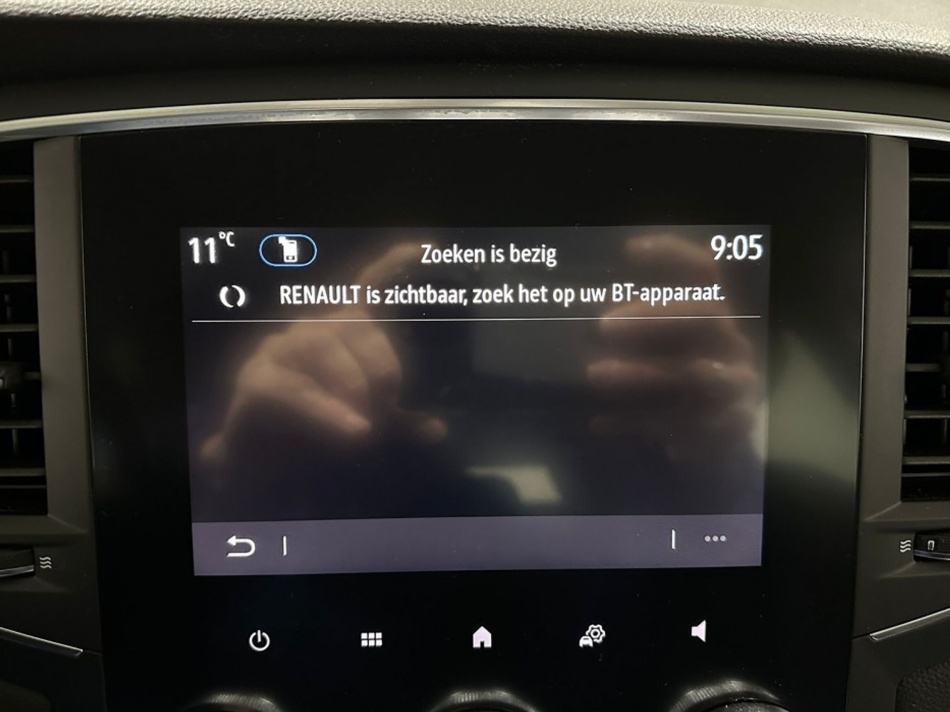 11°C Zoeken is bezig 9:05
RENAULT is zichtbaar, zoek het op uw BT-apparaat.